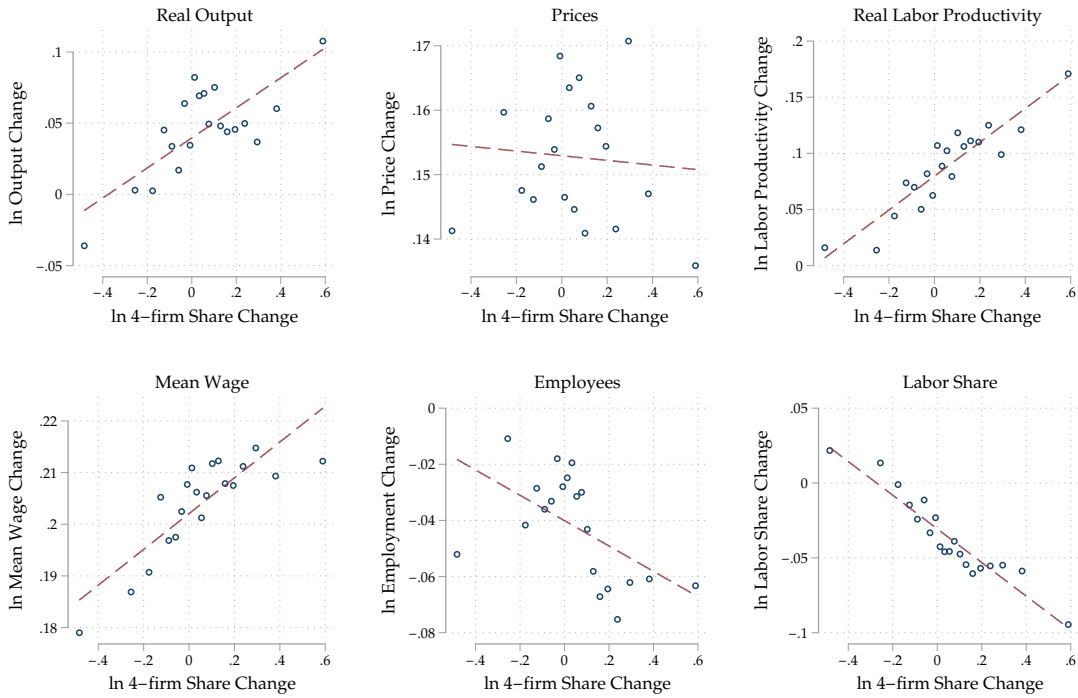 Real Output
ln Output Change
.1
.05
0
−.05
−.4 −.2 0 .2 .4 .6
ln 4−firm Share Change
Prices
ln Price Change
.17
.16
.15
.14
−.4 −.2 0 .2 .4 .6
ln 4−firm Share Change
Real Labor Productivity
ln Labor Productivity Change
.2
.15
.1
.05
0
−.4 −.2 0 .2 .4 .6
ln 4−firm Share Change
Mean Wage
ln Mean Wage Change
.22
.21
.2
.19
.18
−.4 −.2 0 .2 .4 .6
ln 4−firm Share Change
Employees
ln Employment Change
0
−.02
−.04
−.06
−.08
−.4 −.2 0 .2 .4 .6
ln 4−firm Share Change
Labor Share
ln Labor Share Change
.05
0
−.05
−.1
−.4 −.2 0 .2 .4 .6
ln 4−firm Share Change